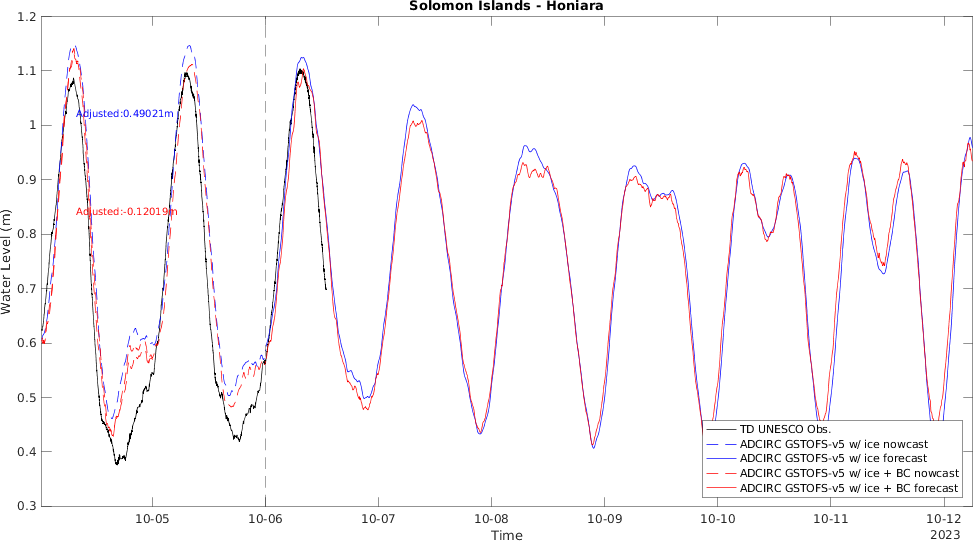 Solomon Islands - Honiara
1.2
1.1
1
0.9
0.8
0.7
0.6
0.5
0.4
0.3
Water Level (m)
Adjusted:0.49021m
Adjusted:-0.12019m
TD UNESCO Obs.
ADCIRC GSTOFS-v5 w/ ice nowcast
ADCIRC GSTOFS-v5 w/ ice forecast
ADCIRC GSTOFS-v5 w/ ice + BC nowcast
ADCIRC GSTOFS-v5 w/ ice + BC forecast
10-05 10-06 10-07 10-08 10-09 10-10 10-11 10-12
2023
Time